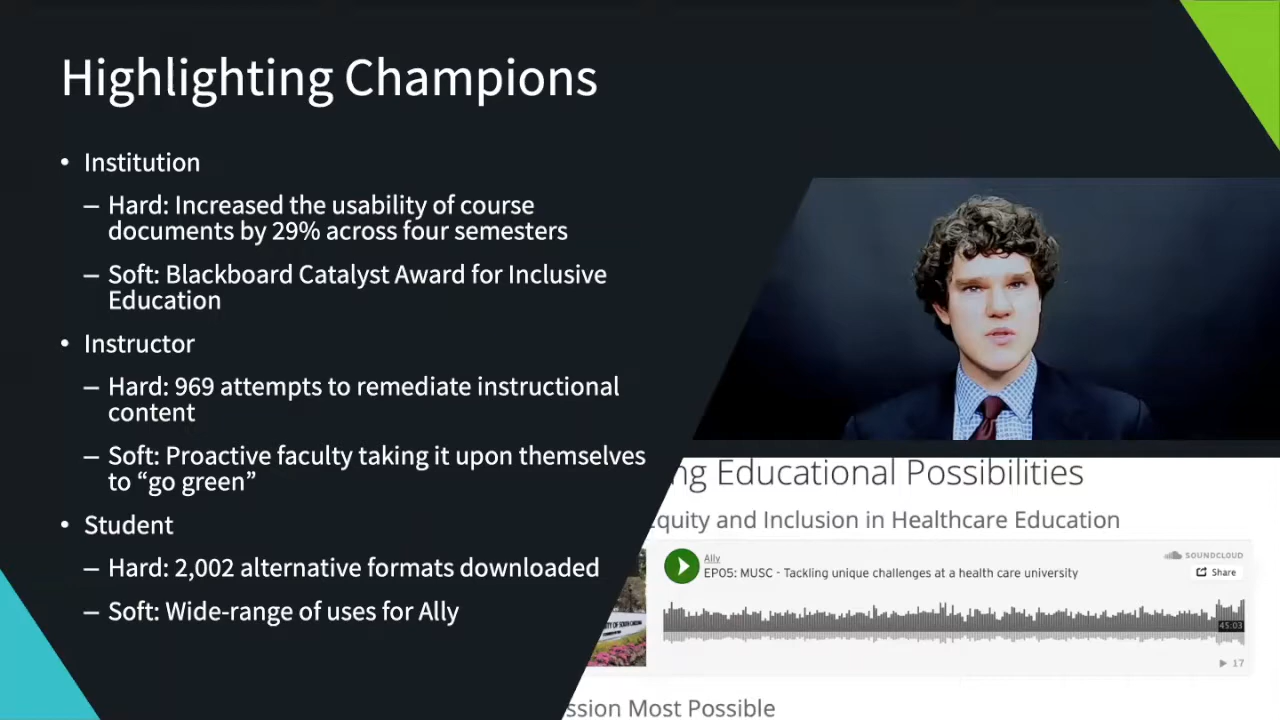 Highlighting Champions
• Institution
– Hard: Increased the usability of course
documents by 29% across four semesters
– Soft: Blackboard Catalyst Award for Inclusive
Education
• Instructor
– Hard: 969 attempts to remediate instructional
content
– Soft: Proactive faculty taking it upon themselves
to “go green”
• Student
– Hard: 2,002 alternative formats downloaded
– Soft: Wide-range of uses for Ally
ng Educational Possibilities
Equity and Inclusion in Healthcare Education
Ally
SOUNDCLOUD
EP05: MUSC - Tackling unique challenges at a health care university
Share
45:03
17
ssion Most Possible